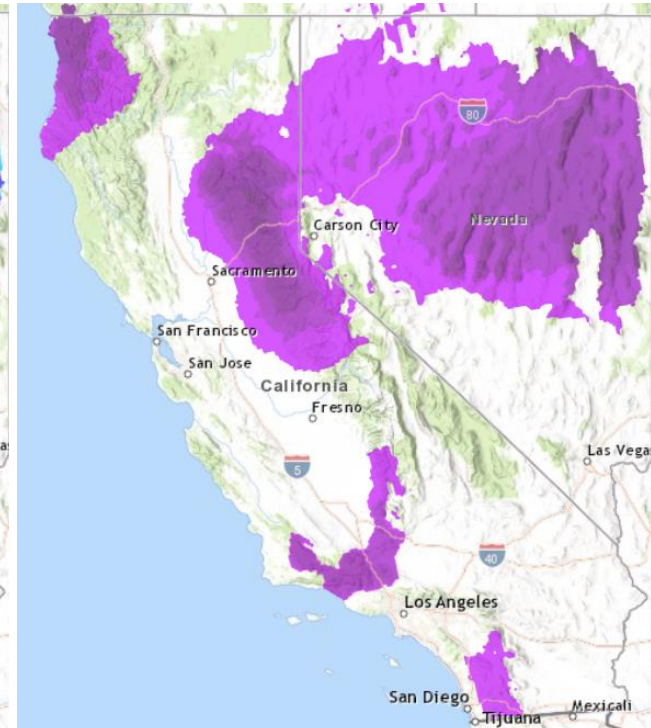 80
Nevada
Carson City
Sacramento
San Francisco
San Jose
California
Fresno
as
Las Vegas
5
40
Los Angeles
San Diego
Mexicali
Tijuana